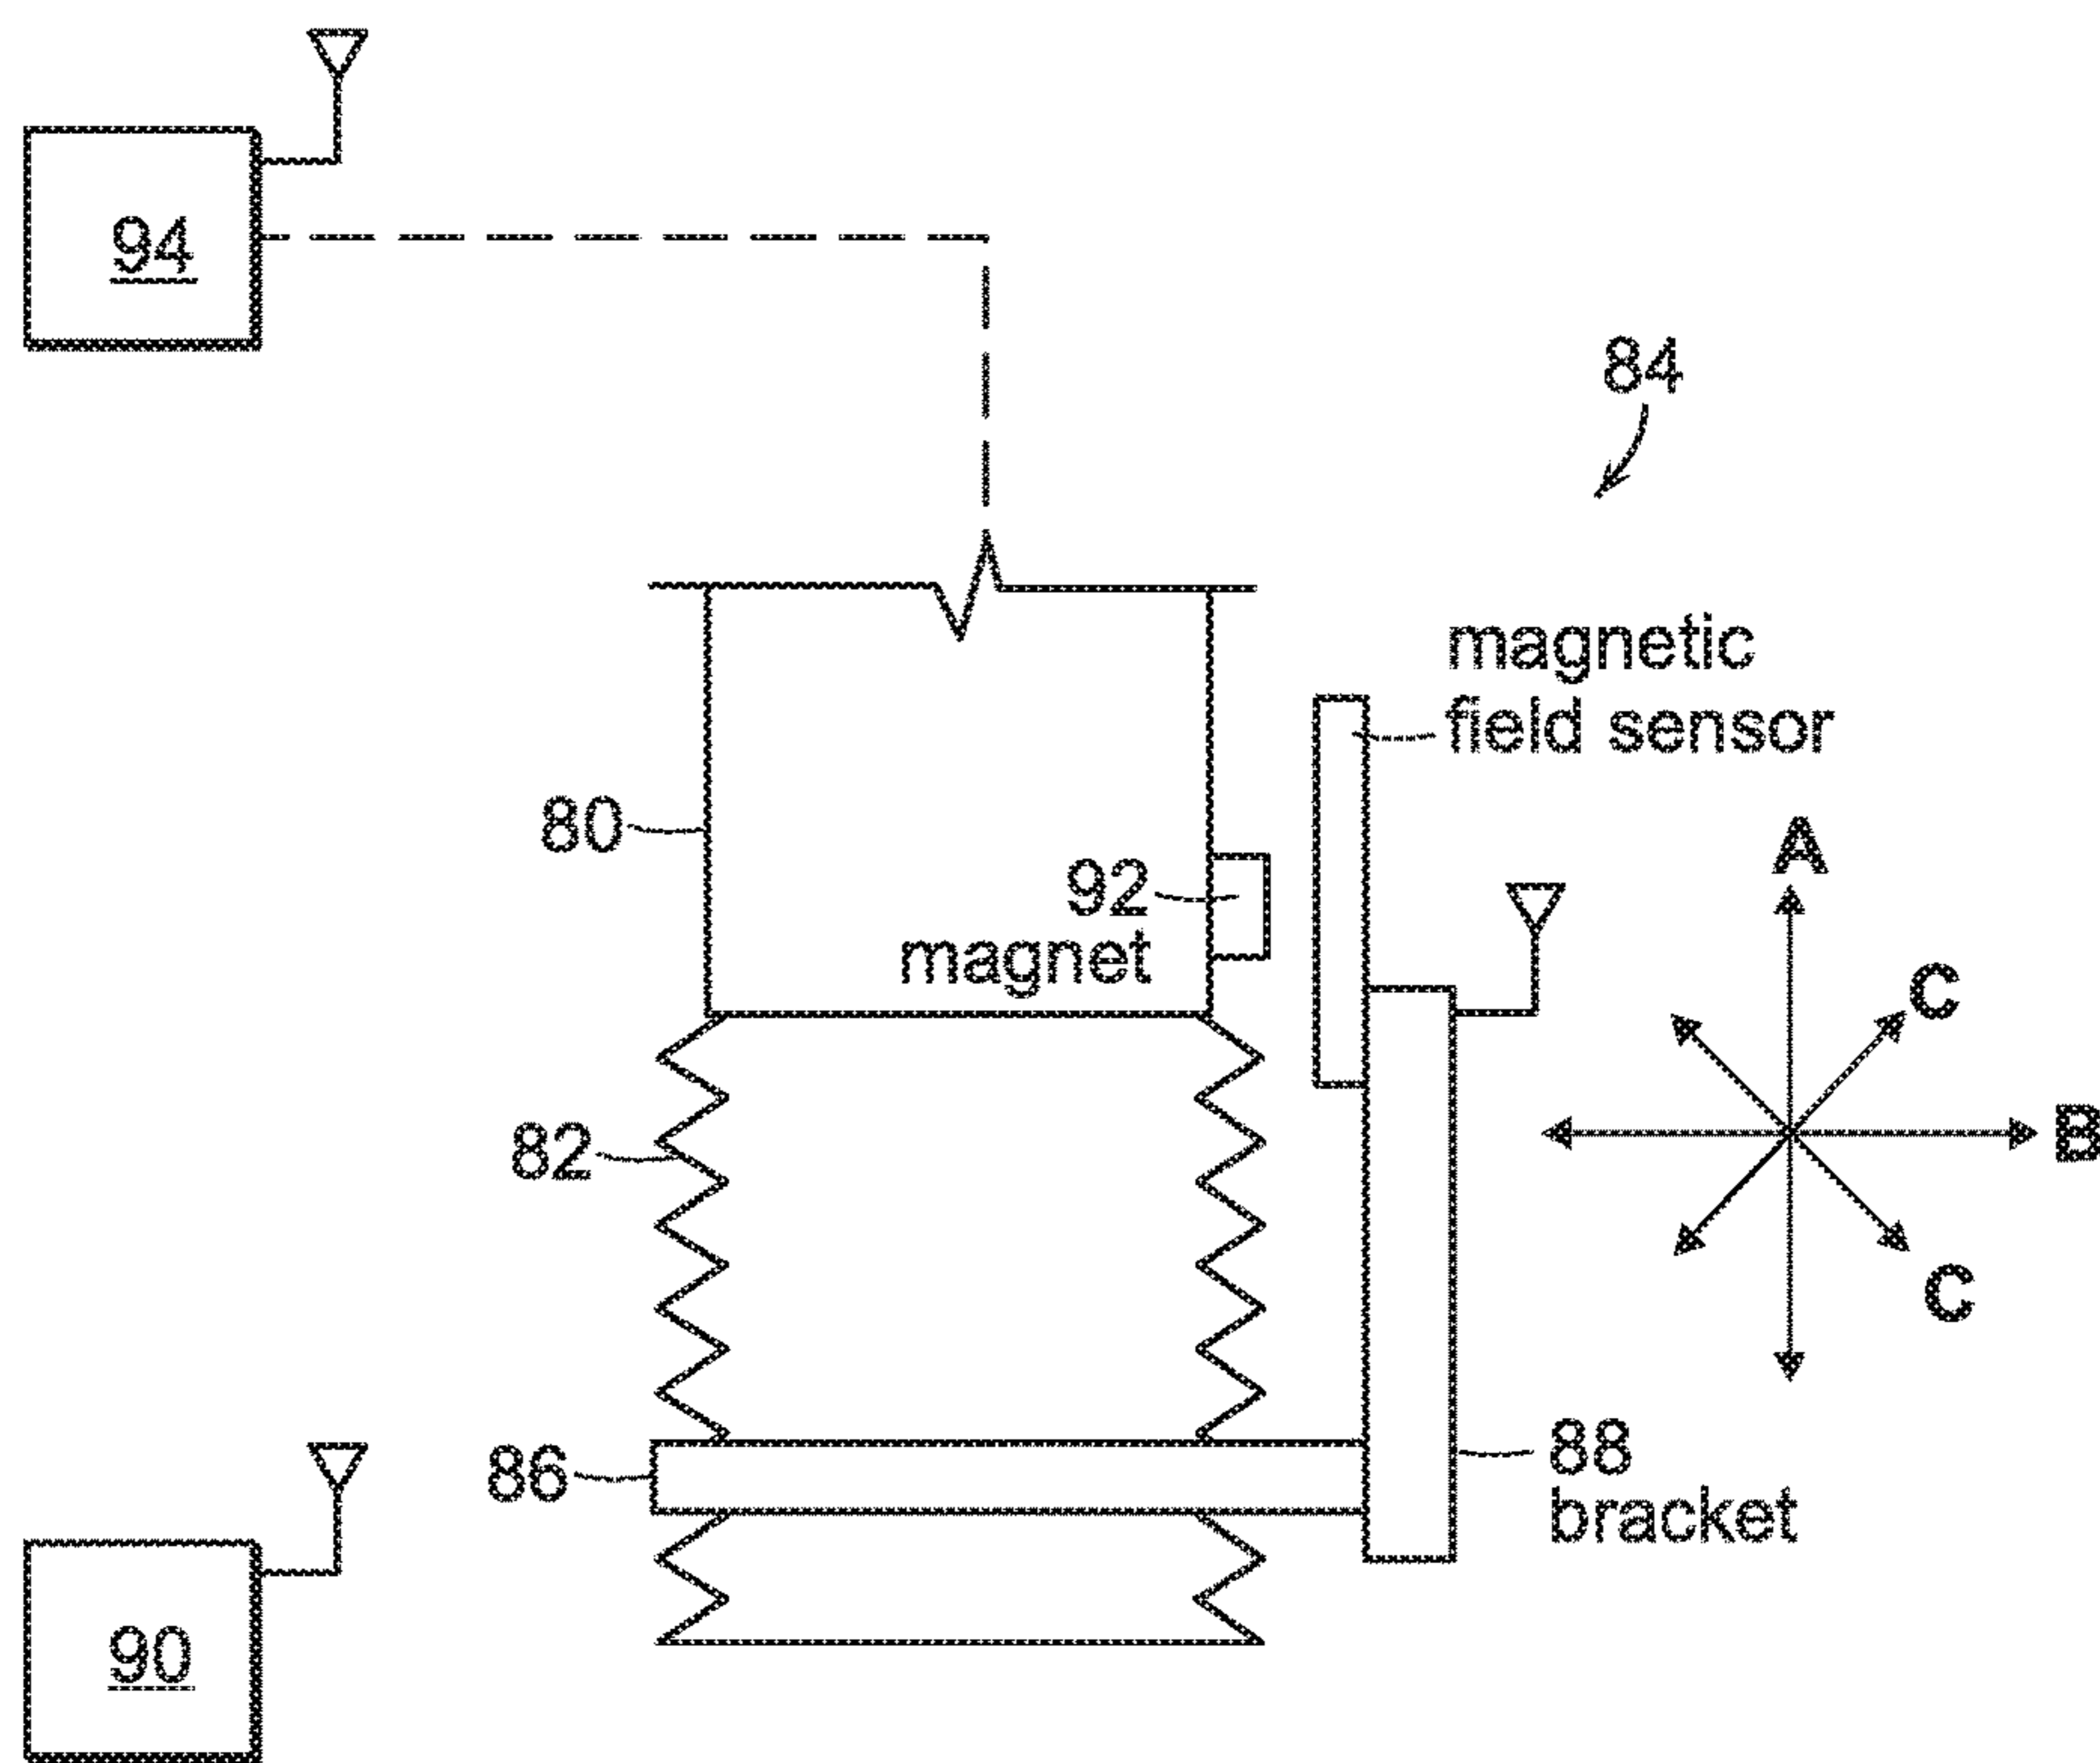 94
84
magnetic
field sensor
80
A
92
magnet
C
82
B
C
86
88
bracket
90